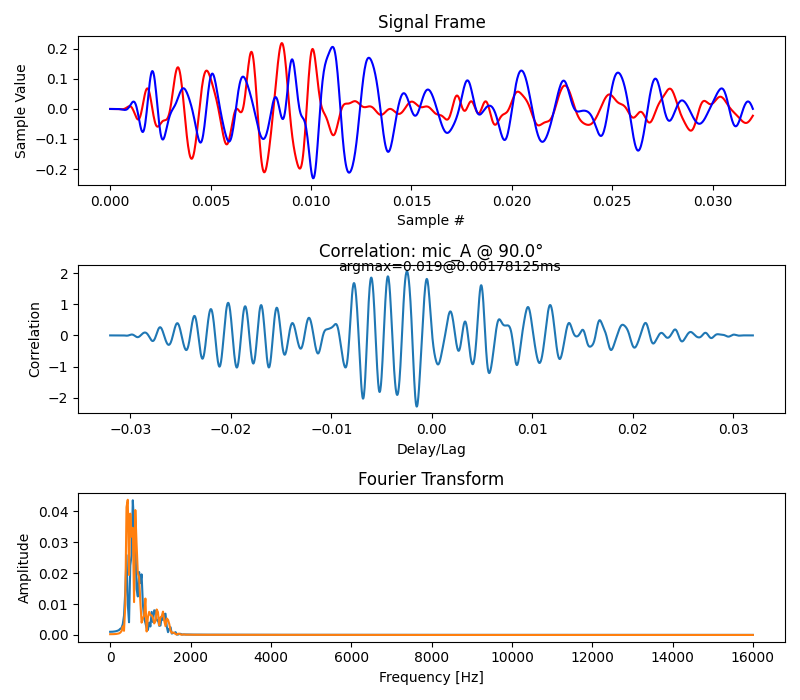 Signal Frame
Sample Value
0.2
0.1
0.0
−0.1
−0.2
0.000 0.005 0.010 0.015 0.020 0.025 0.030
Sample #
Correlation: mic_A @ 90.0°
argmax=0.019@0.00178125ms
Correlation
2
1
0
−1
−2
−0.03 −0.02 −0.01 0.00 0.01 0.02 0.03
Delay/Lag
Fourier Transform
Amplitude
0.04
0.03
0.02
0.01
0.00
0 2000 4000 6000 8000 10000 12000 14000 16000
Frequency [Hz]